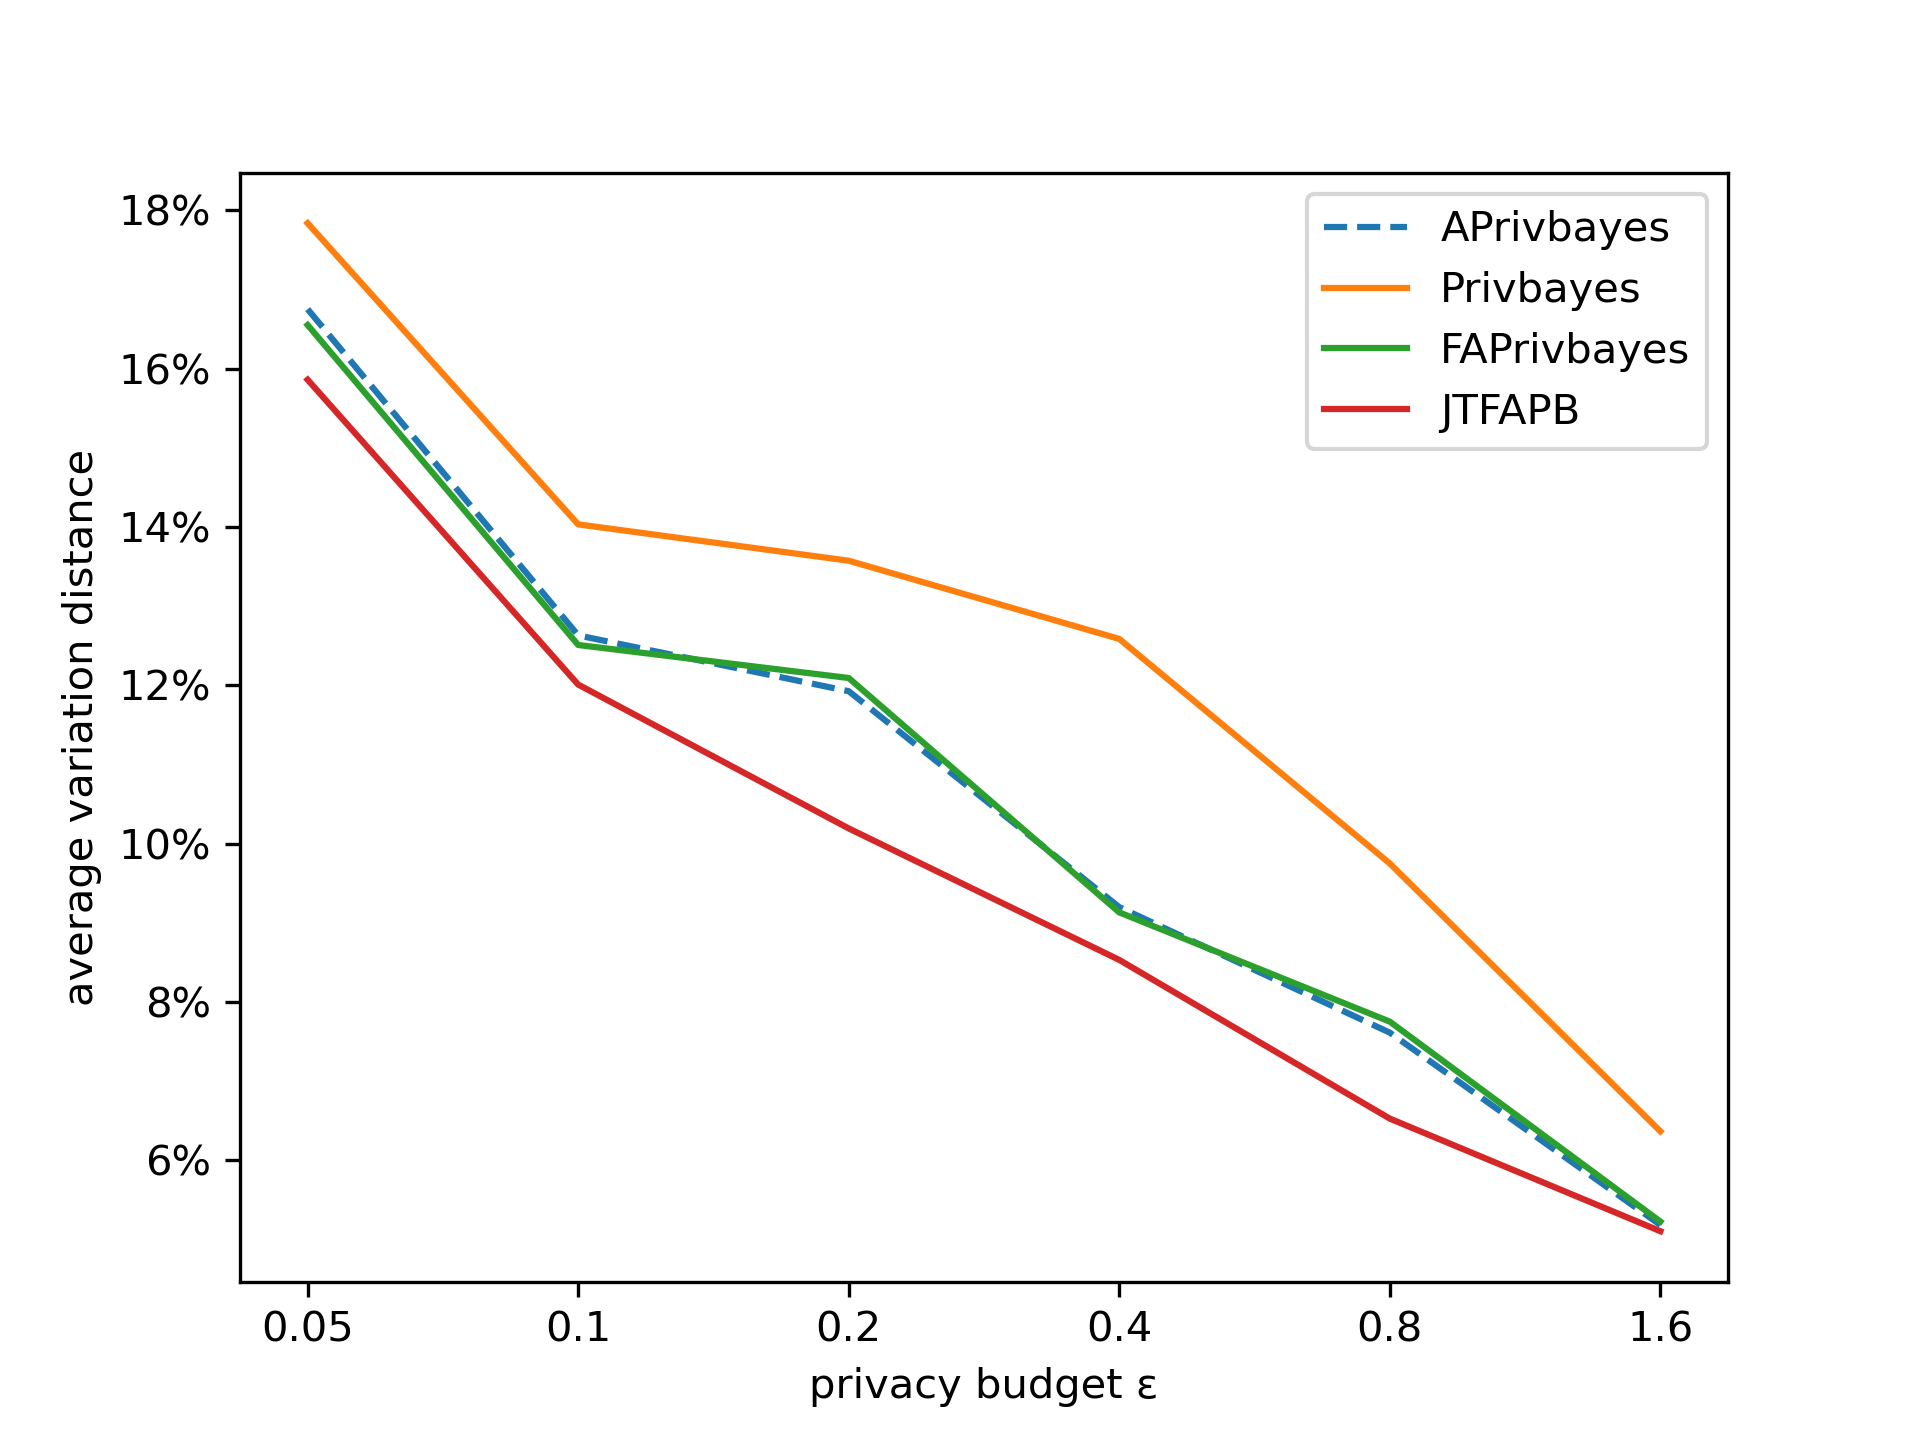 18%
16%
14%
12%
10%
8%
6%
average variation distance
APrivbayes
Privbayes
FAPrivbayes
JTFAPB
0.05 0.1 0.2 0.4 0.8 1.6
privacy budget ε